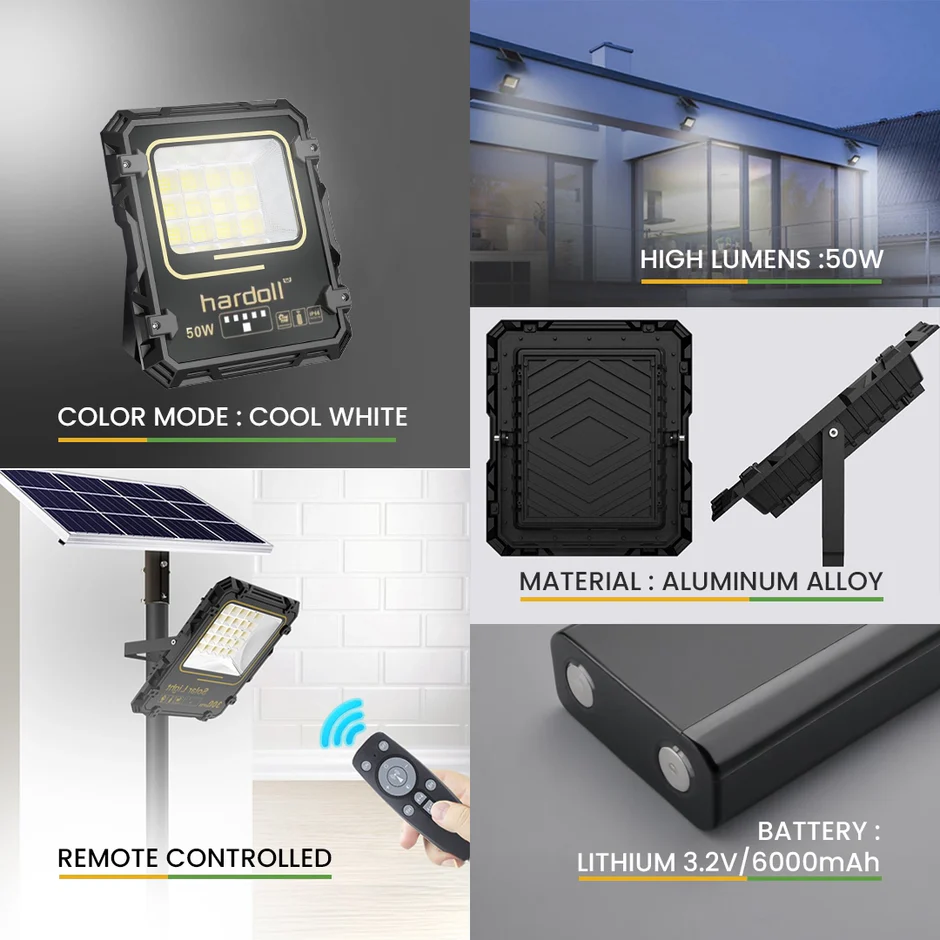 hardoll
50W
COLOR MODE : COOL WHITE
HIGH LUMENS :50W
MATERIAL : ALUMINUM ALLOY
REMOTE CONTROLLED
BATTERY :
LITHIUM 3.2V/6000mAh